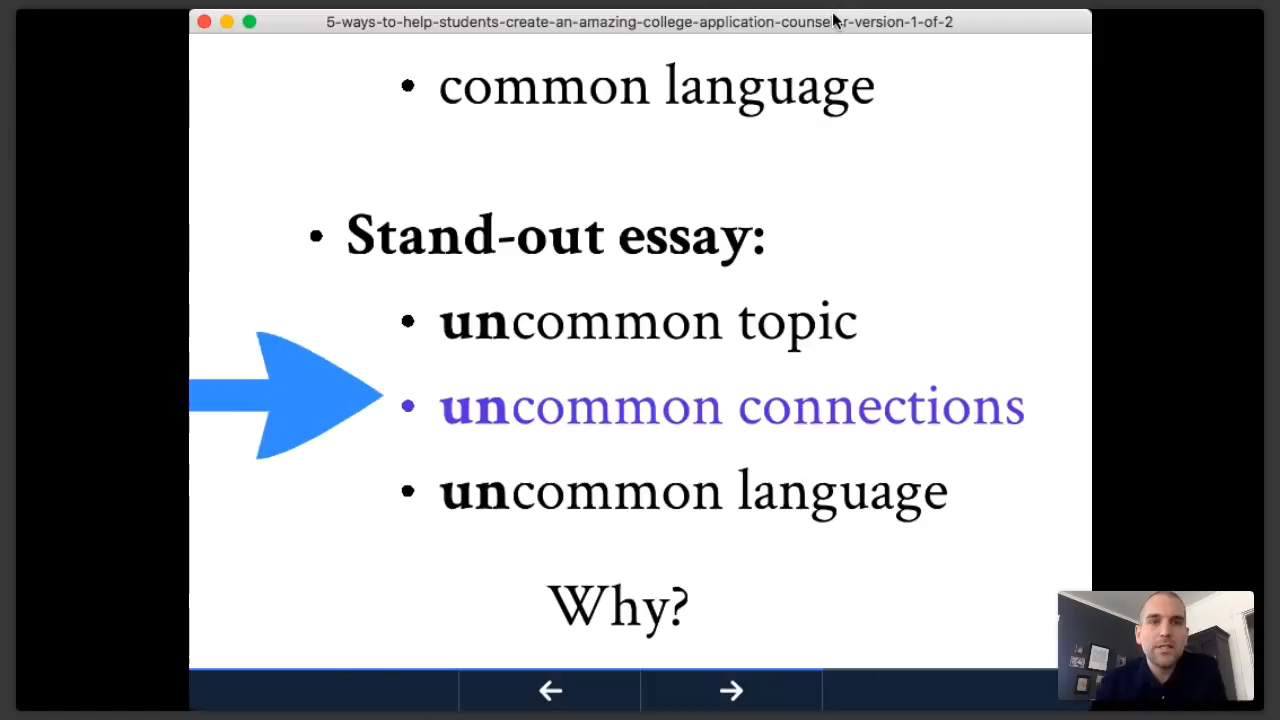 5-ways-to-help-students-create-an-amazing-college-application-counselor-version-1-of-2
• common language
• Stand-out essay:
• uncommon topic
• uncommon connections
• uncommon language
Why?